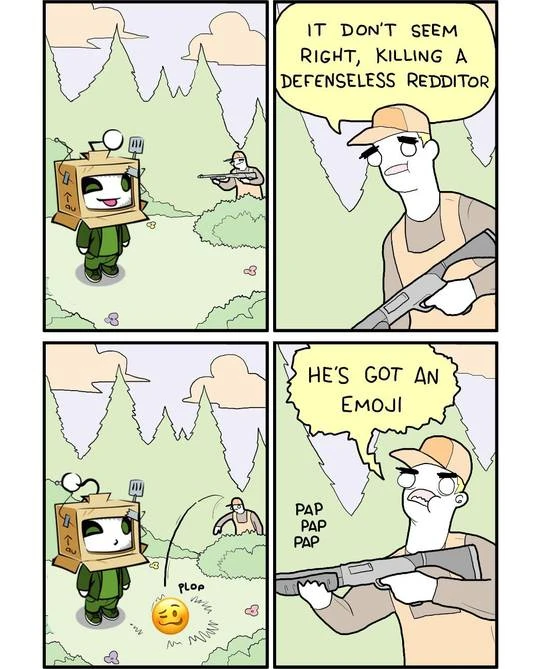 IT DON'T SEEM
RIGHT, KILLING A
DEFENSELESS REDDITOR
PLOP
HE'S GOT AN
EMOJI
PAP
PAP
PAP